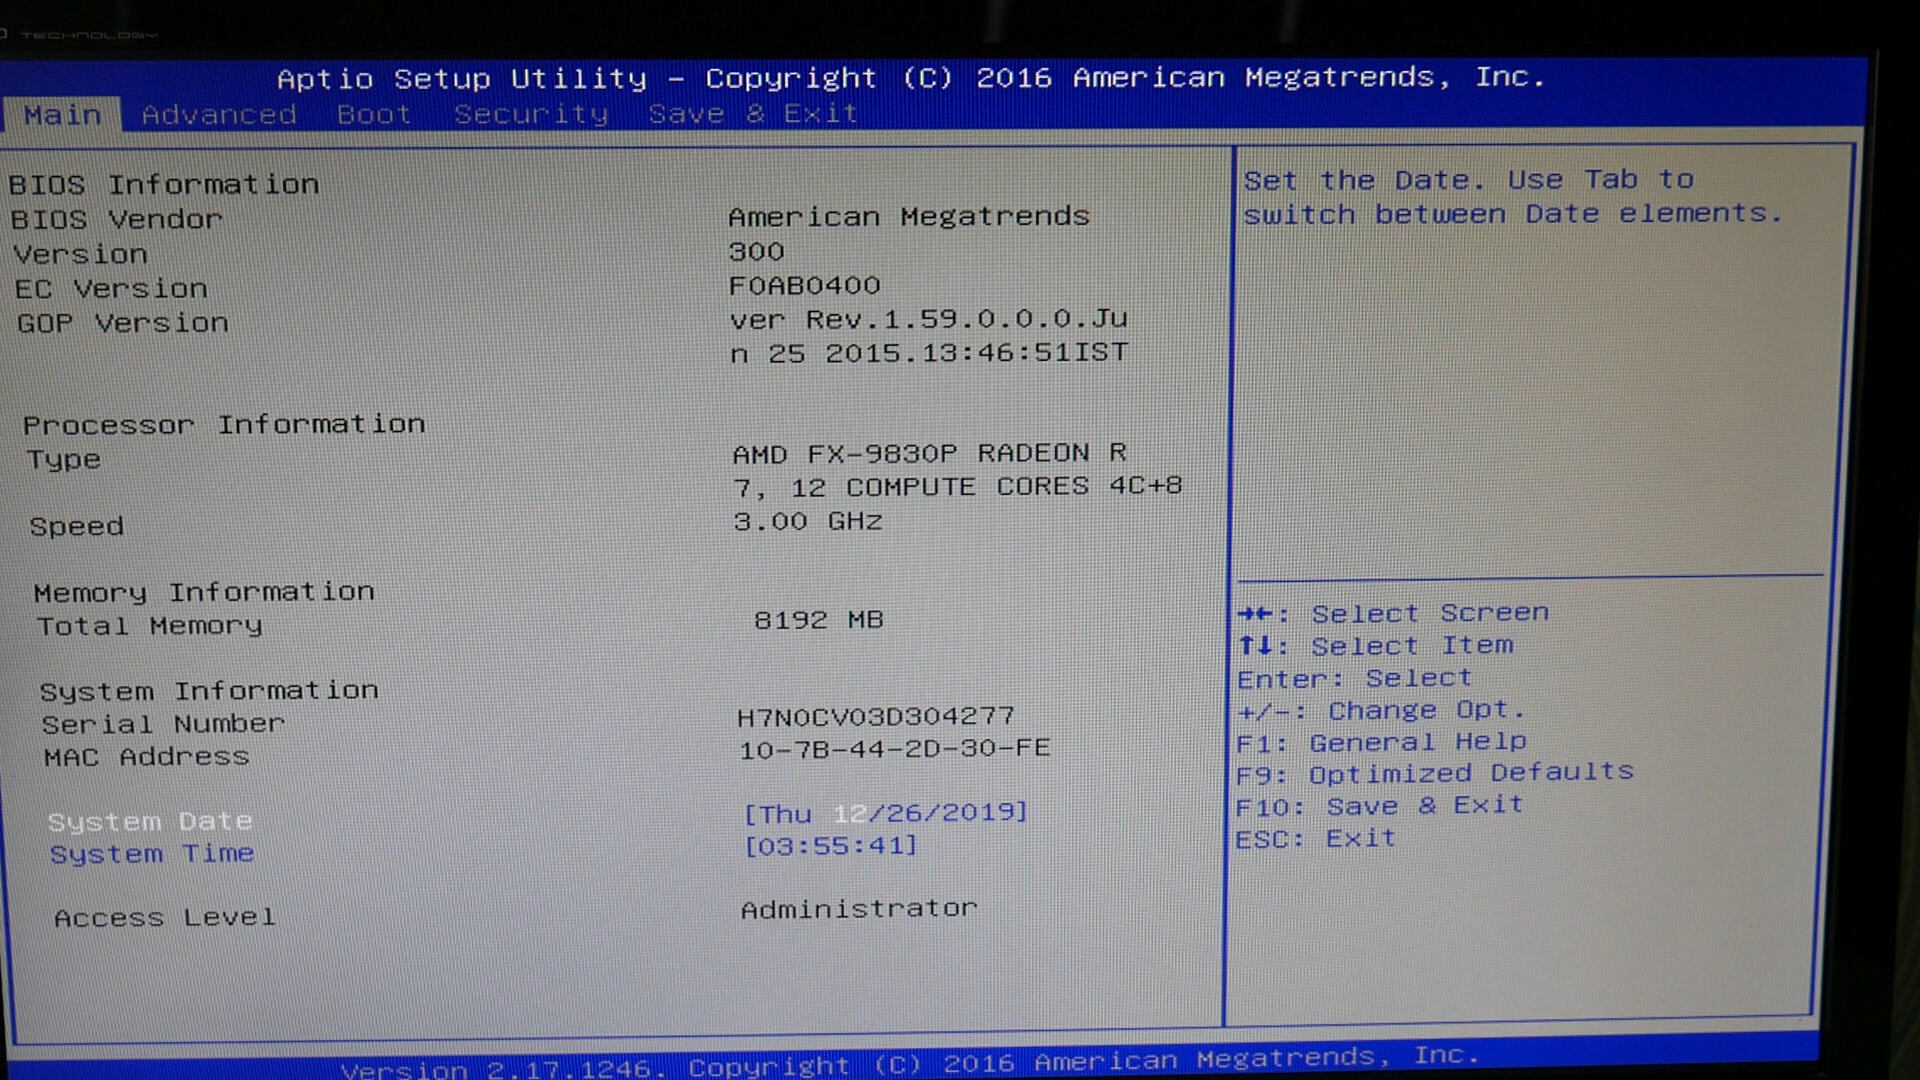 TECHNOLOGY
Aptio Setup Utility - Copyright (C) 2016 American Megatrends, Inc.
Main Advanced Boot Security Save & Exit
BIOS Information
BIOS Vendor American Megatrends
Version 300
EC Version F0AB0400
GOP Version ver Rev.1.59.0.0.0.Ju
n 25 2015.13:46:51IST
Processor Information
Type AMD FX-9830P RADEON R
7, 12 COMPUTE CORES 4C+8
Speed 3.00 GHz
Memory Information
Total Memory 8192 MB
System Information
Serial Number H7N0CV03D304277
MAC Address 10-7B-44-2D-30-FE
System Date [Thu 12/26/2019]
System Time [03:55:41]
Access Level Administrator
Set the Date. Use Tab to
switch between Date elements.
→←: Select Screen
↑↓: Select Item
Enter: Select
+/-: Change Opt.
F1: General Help
F9: Optimized Defaults
F10: Save & Exit
ESC: Exit
Version 2.17.1246. Copyright (C) 2016 American Megatrends, Inc.